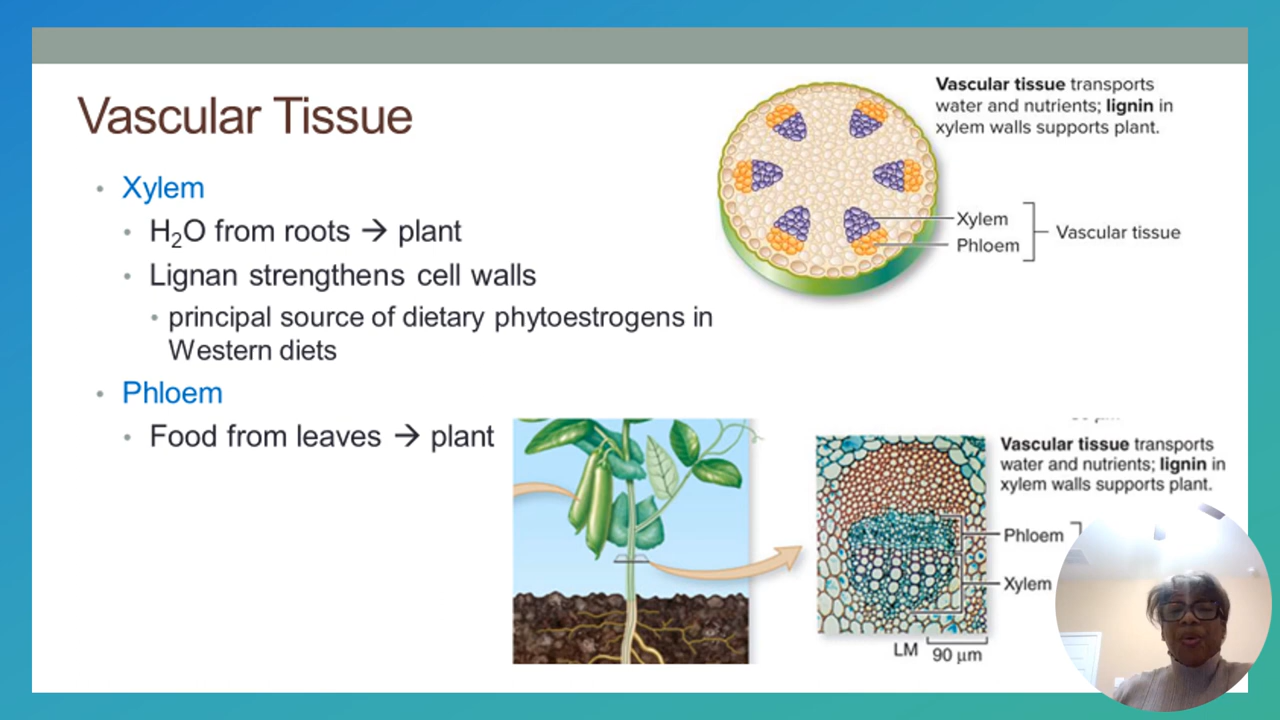 Vascular Tissue
Xylem
H₂O from roots → plant
Lignan strengthens cell walls
principal source of dietary phytoestrogens in
Western diets
Phloem
Food from leaves → plant
Vascular tissue transports
water and nutrients; lignin in
xylem walls supports plant.
Xylem
Phloem
Vascular tissue
Vascular tissue transports
water and nutrients; lignin in
xylem walls supports plant.
Phloem
Xylem
LM
90 µm